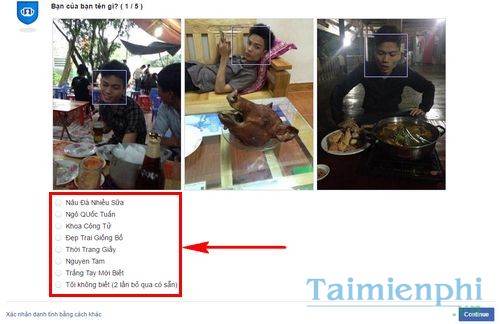 Bạn của bạn tên gì? ( 1 / 5 )
Nâu Đá Nhiều Sữa
Ngô QUốc Tuấn
Khoa Công Tử
Đẹp Trai Giống Bố
Thời Trang Giấy
Nguyen Tam
Trắng Tay Mới Biết
Tôi không biết (2 lần bỏ qua có sẵn)
Taimienphi
.vn
Xác nhận danh tính bằng cách khác
Continue